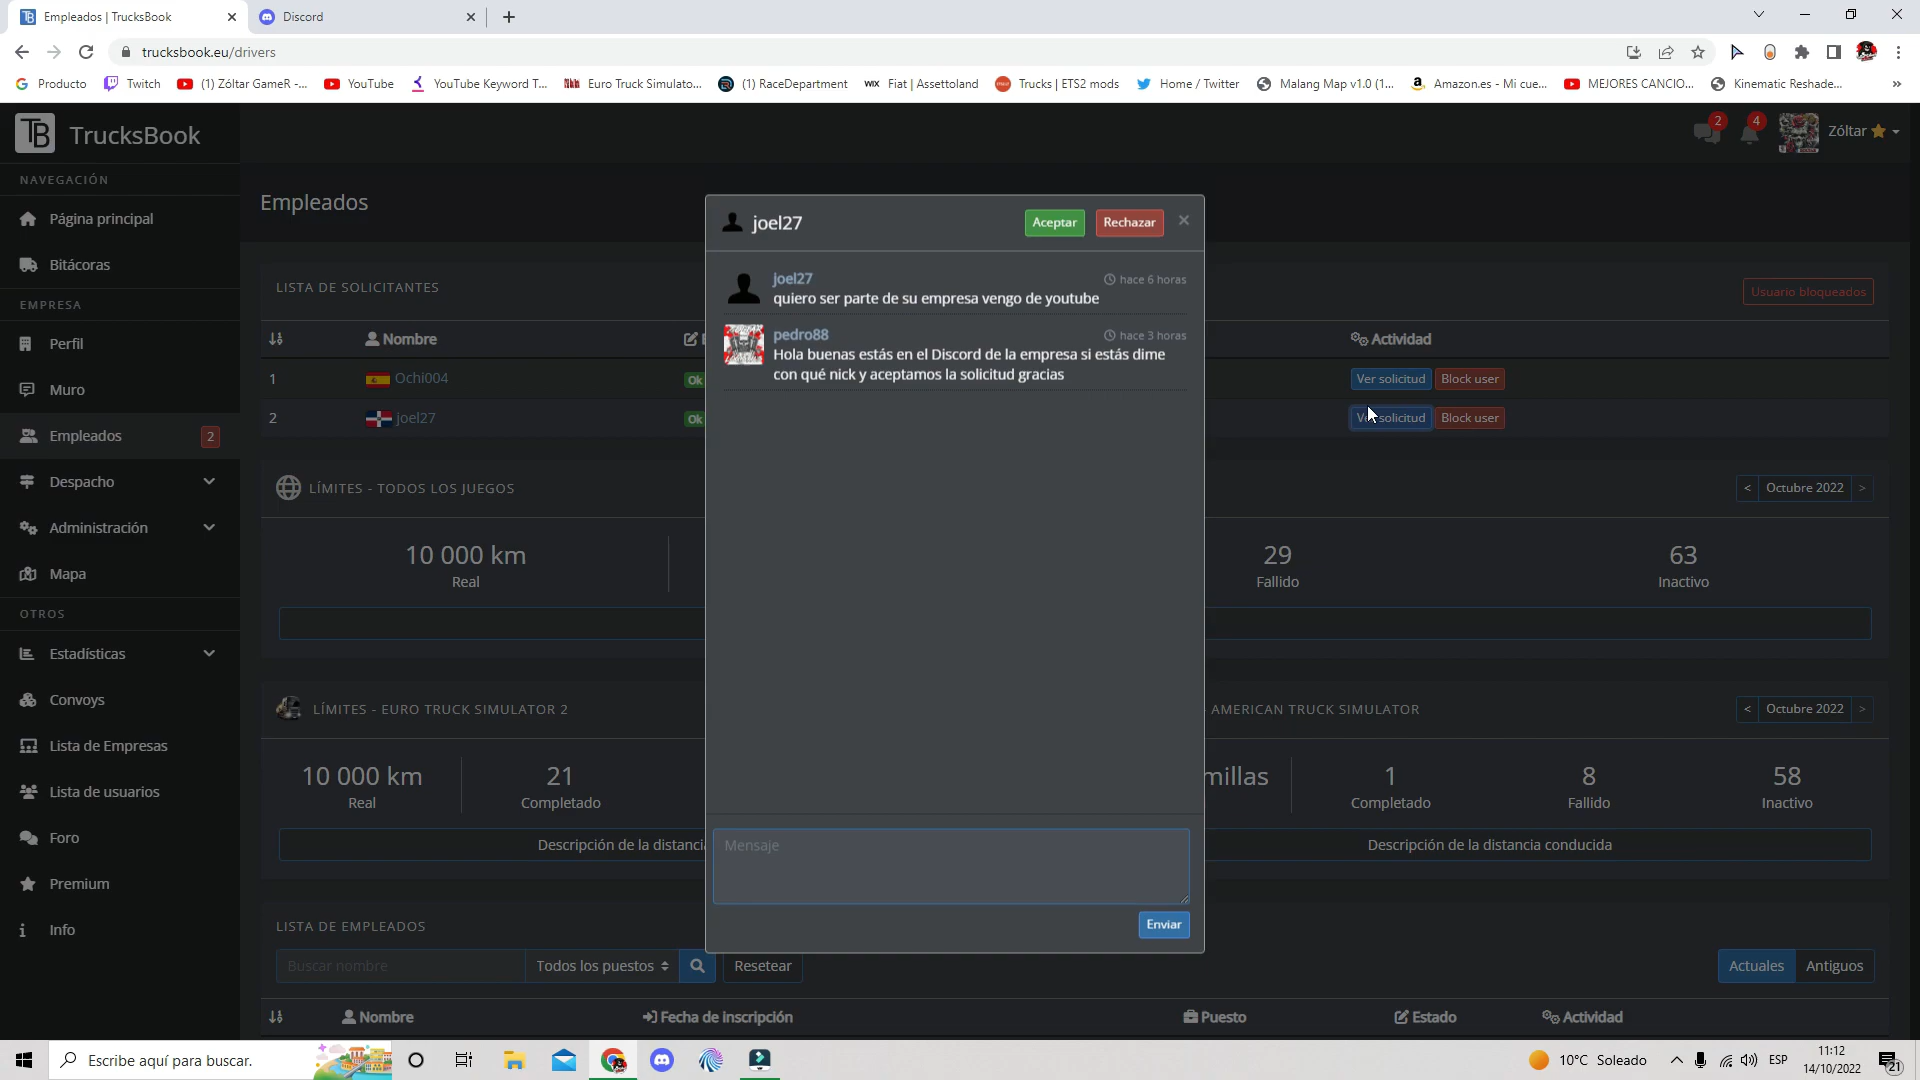 Empleados | TrucksBook
Discord
trucksbook.eu/drivers
Producto
Twitch
(1) Zóltar GameR -...
YouTube
YouTube Keyword T...
Euro Truck Simulato...
(1) RaceDepartment
WIX Fiat | Assettoland
Trucks | ETS2 mods
Home / Twitter
Malang Map v1.0 (1...
Amazon.es - Mi cue...
MEJORES CANCIO...
Kinematic Reshade...
»
TB TrucksBook
2
4
Zóltar
NAVEGACIÓN
Página principal
Bitácoras
EMPRESA
Perfil
Muro
Empleados 2
Despacho
Administración
Mapa
OTROS
Estadísticas
Convoys
Lista de Empresas
Lista de usuarios
Foro
Premium
Info
Empleados
LISTA DE SOLICITANTES
Usuario bloqueados
Nombre
Actividad
1 Ochi004 Ok Ver solicitud Block user
2 joel27 Ok Ver solicitud Block user
LÍMITES - TODOS LOS JUEGOS
< Octubre 2022 >
10 000 km
Real
29
Fallido
63
Inactivo
LÍMITES - EURO TRUCK SIMULATOR 2
- AMERICAN TRUCK SIMULATOR
< Octubre 2022 >
10 000 km
Real
21
Completado
millas
1
Completado
8
Fallido
58
Inactivo
Descripción de la distanci
Descripción de la distancia conducida
LISTA DE EMPLEADOS
Buscar nombre
Todos los puestos
Resetear
Actuales
Antiguos
Nombre
Fecha de inscripción
Puesto
Estado
Actividad
joel27
Aceptar
Rechazar
×
joel27 hace 6 horas
quiero ser parte de su empresa vengo de youtube
pedro88 hace 3 horas
Hola buenas estás en el Discord de la empresa si estás dime
con qué nick y aceptamos la solicitud gracias
Mensaje
Enviar
Escribe aquí para buscar.
10°C Soleado
ESP
11:12
14/10/2022
21